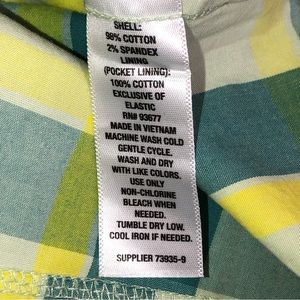 SHELL:
98% COTTON
2% SPANDEX
LINING
(POCKET LINING):
100% COTTON
EXCLUSIVE OF
ELASTIC
RN# 93677
MADE IN VIETNAM
MACHINE WASH COLD
GENTLE CYCLE.
WASH AND DRY
WITH LIKE COLORS.
USE ONLY
NON-CHLORINE
BLEACH WHEN
NEEDED.
TUMBLE DRY LOW.
COOL IRON IF NEEDED.
SUPPLIER 73935-9